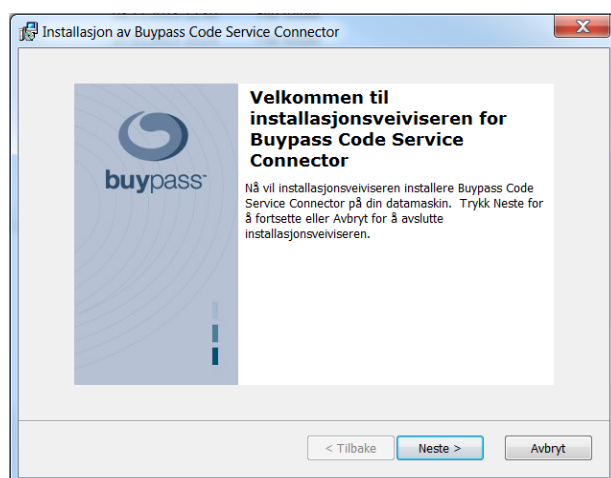 Installasjon av Buypass Code Service Connector
Velkommen til
installasjonsveiviseren for
Buypass Code Service
Connector
buypass
Nå vil installasjonsveiviseren installere Buypass Code
Service Connector på din datamaskin. Trykk Neste for
å fortsette eller Avbryt for å avslutte
installasjonsveiviseren.
< Tilbake
Neste >
Avbryt